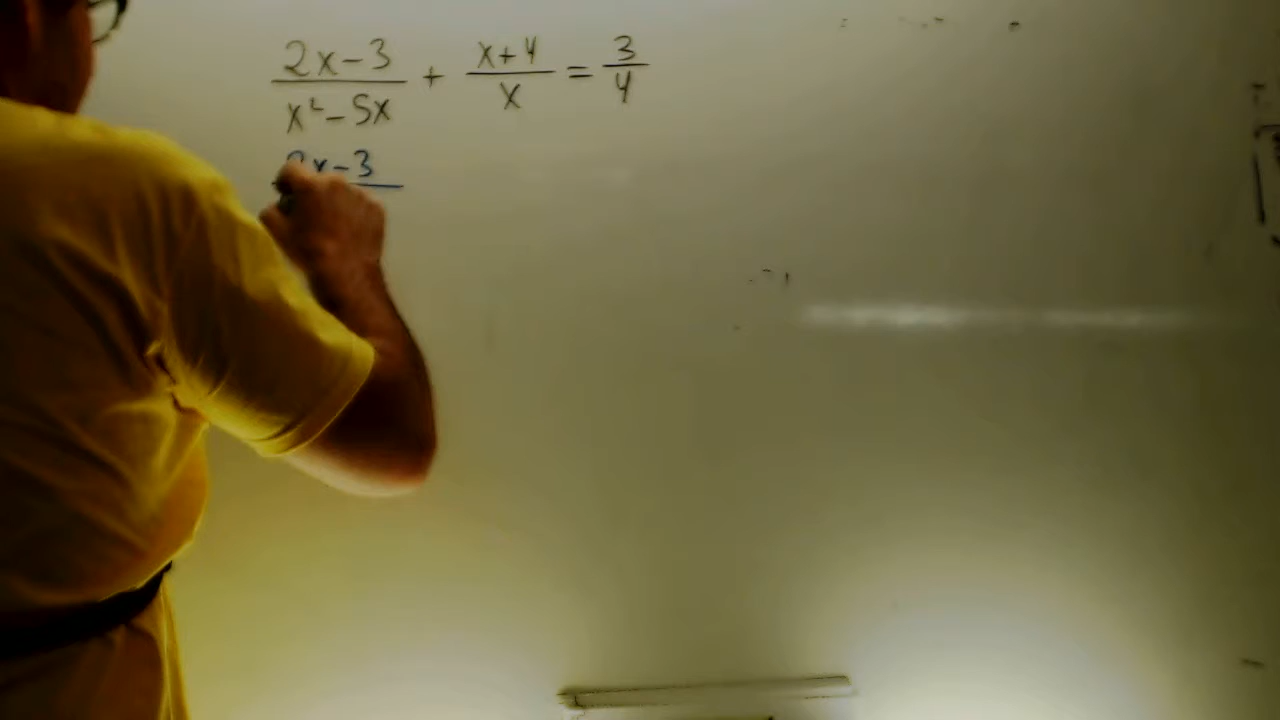 (2x-3)/(x²-5x) + (x+4)/x = 3/4
2x-3